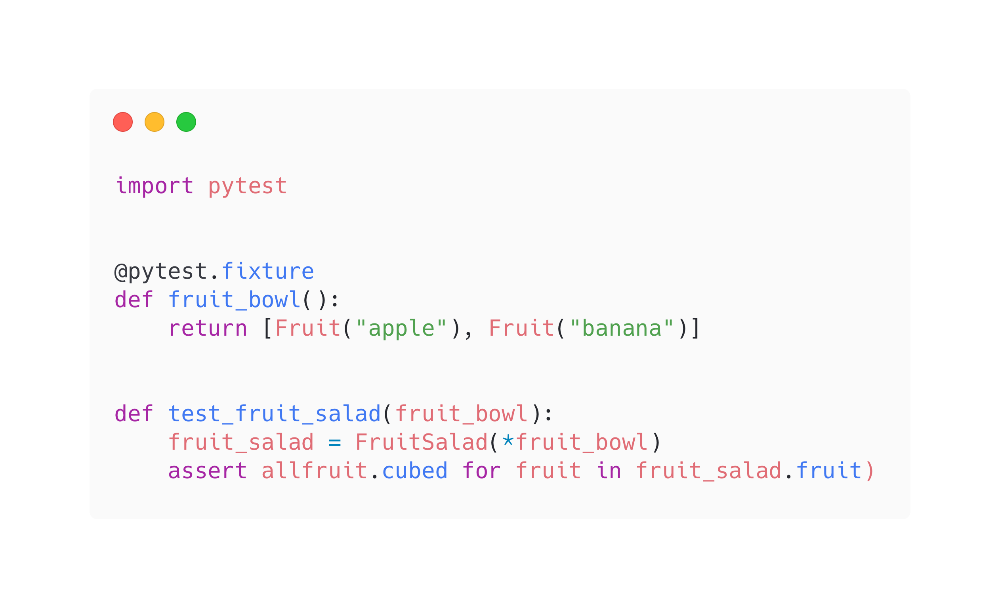 import pytest
@pytest.fixture
def fruit_bowl():
    return [Fruit("apple"), Fruit("banana")]
def test_fruit_salad(fruit_bowl):
    fruit_salad = FruitSalad(*fruit_bowl)
    assert allfruit.cubed for fruit in fruit_salad.fruit)